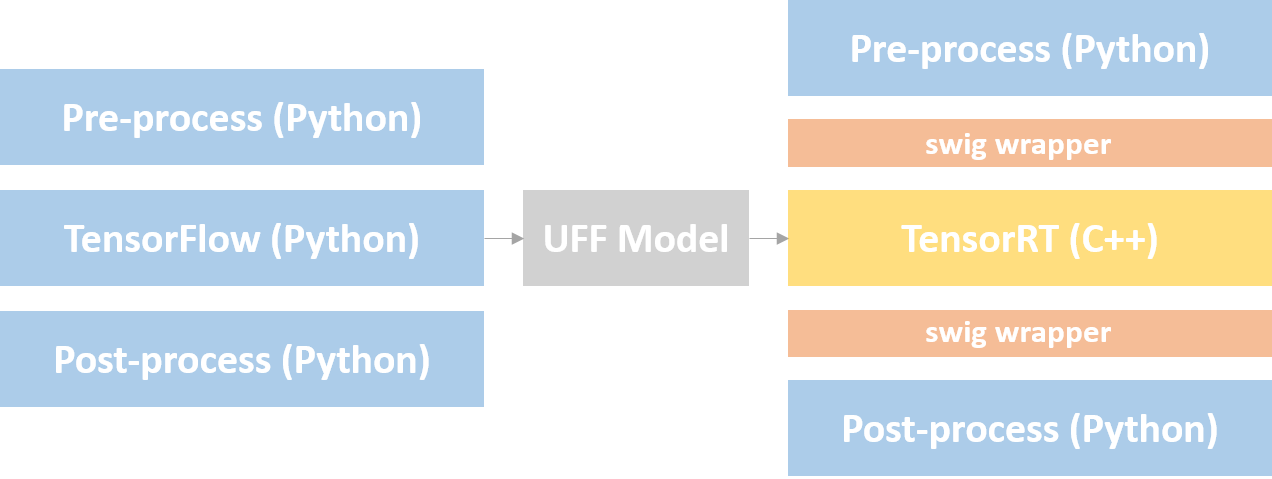 Pre-process (Python)
TensorFlow (Python)
Post-process (Python)
UFF Model
Pre-process (Python)
swig wrapper
TensorRT (C++)
swig wrapper
Post-process (Python)